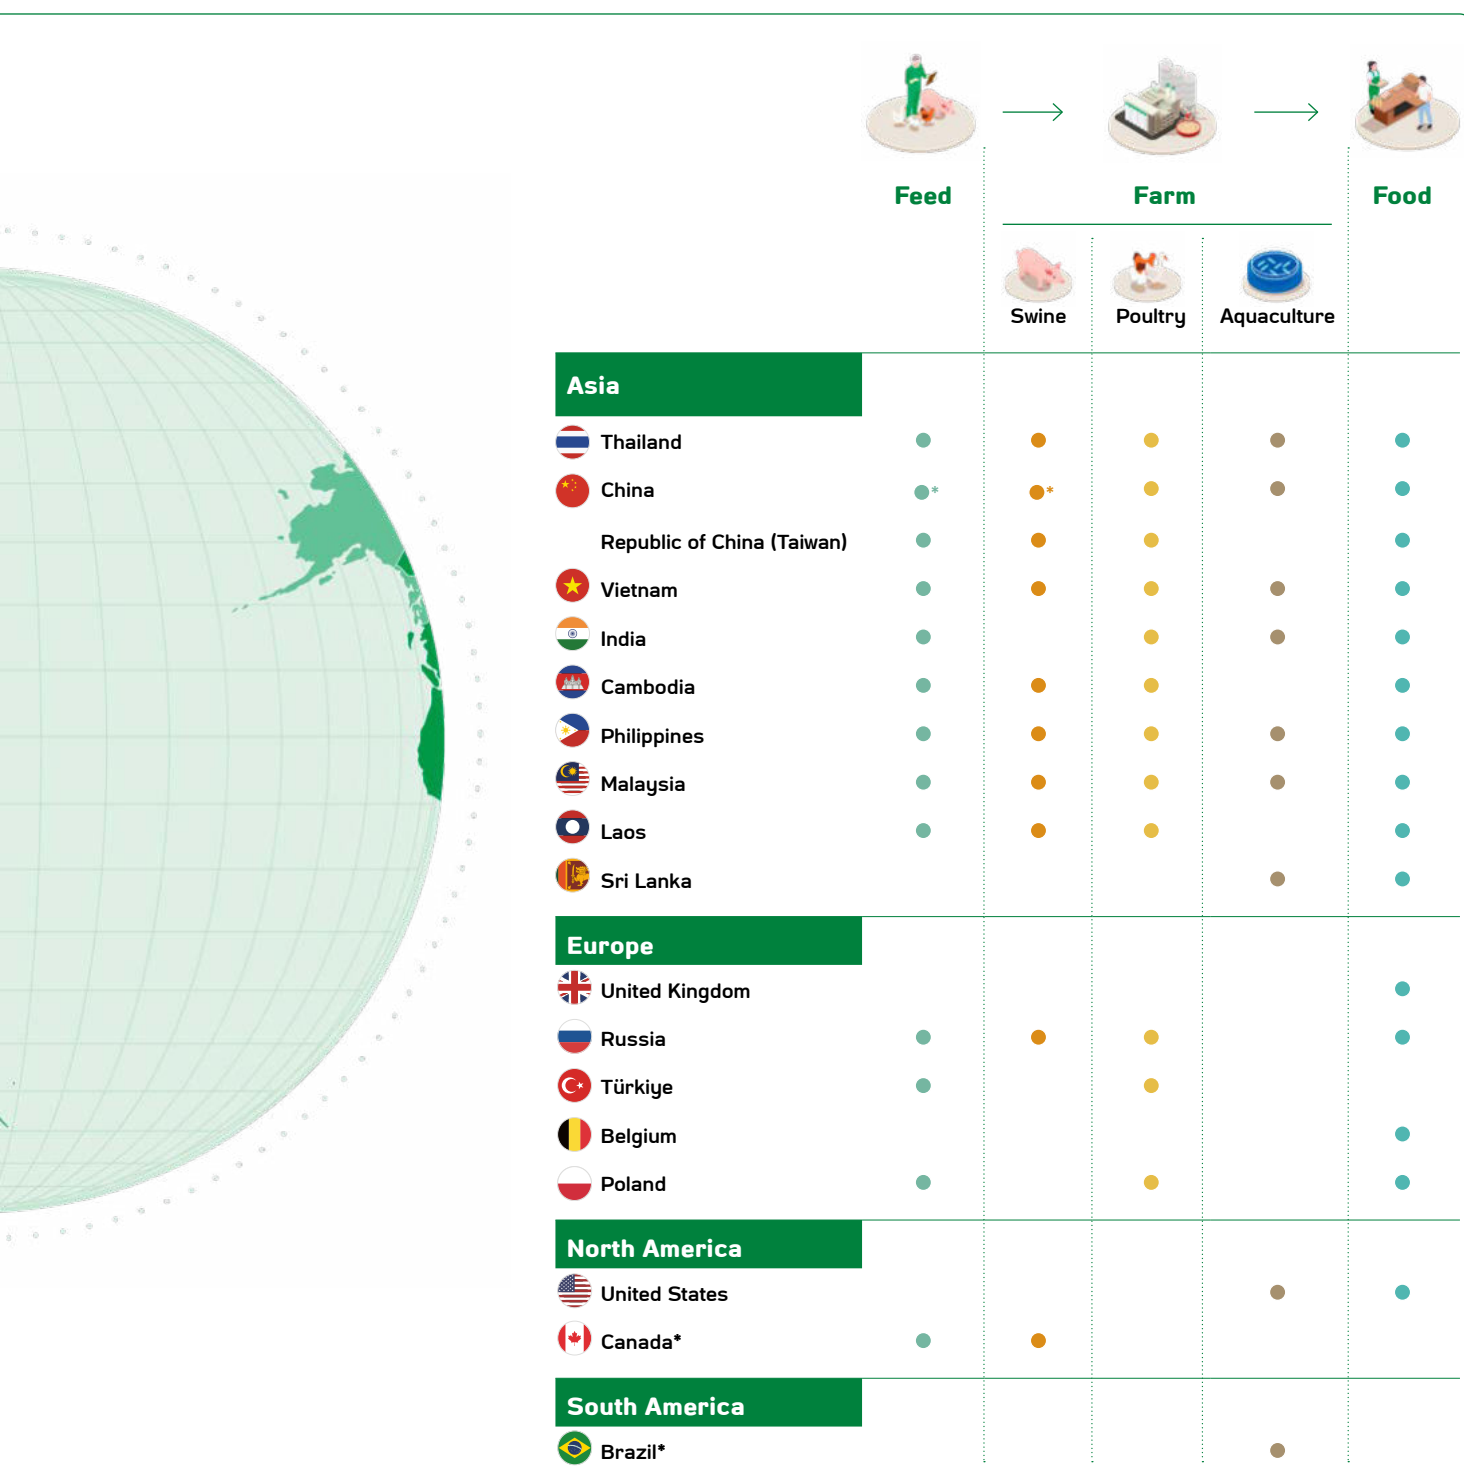 Feed
Farm
Food
Swine
Poultry
Aquaculture
Asia
Thailand
China * *
Republic of China (Taiwan)
Vietnam
India
Cambodia
Philippines
Malaysia
Laos
Sri Lanka
Europe
United Kingdom
Russia
Türkiye
Belgium
Poland
North America
United States
Canada*
South America
Brazil*